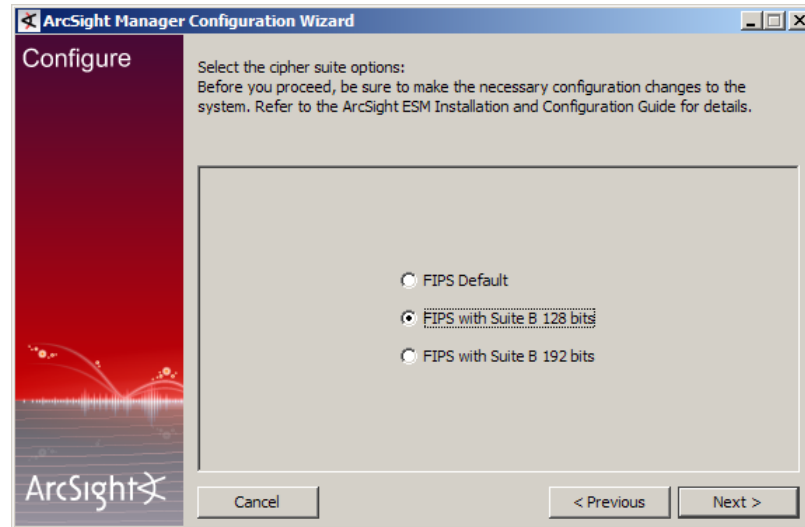 ArcSight Manager Configuration Wizard
Configure
Select the cipher suite options:
Before you proceed, be sure to make the necessary configuration changes to the
system. Refer to the ArcSight ESM Installation and Configuration Guide for details.
FIPS Default
FIPS with Suite B 128 bits
FIPS with Suite B 192 bits
ArcSight
Cancel
< Previous
Next >